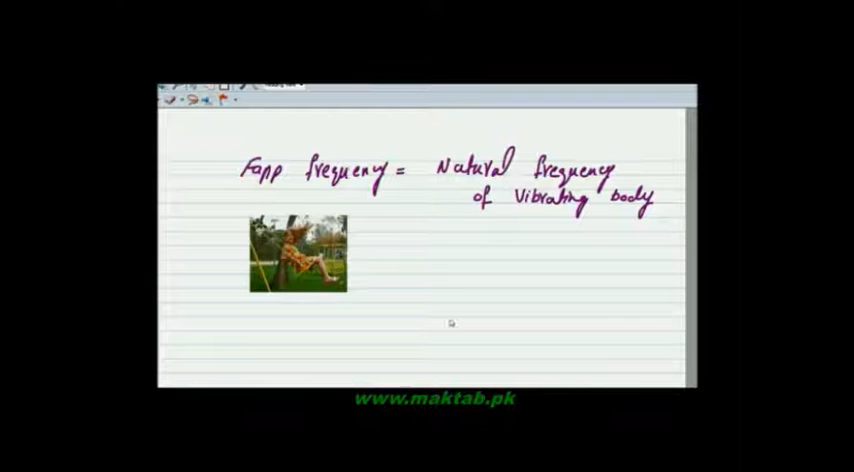 Fapp frequency = Natural frequency
of vibrating body
www.maktab.pk